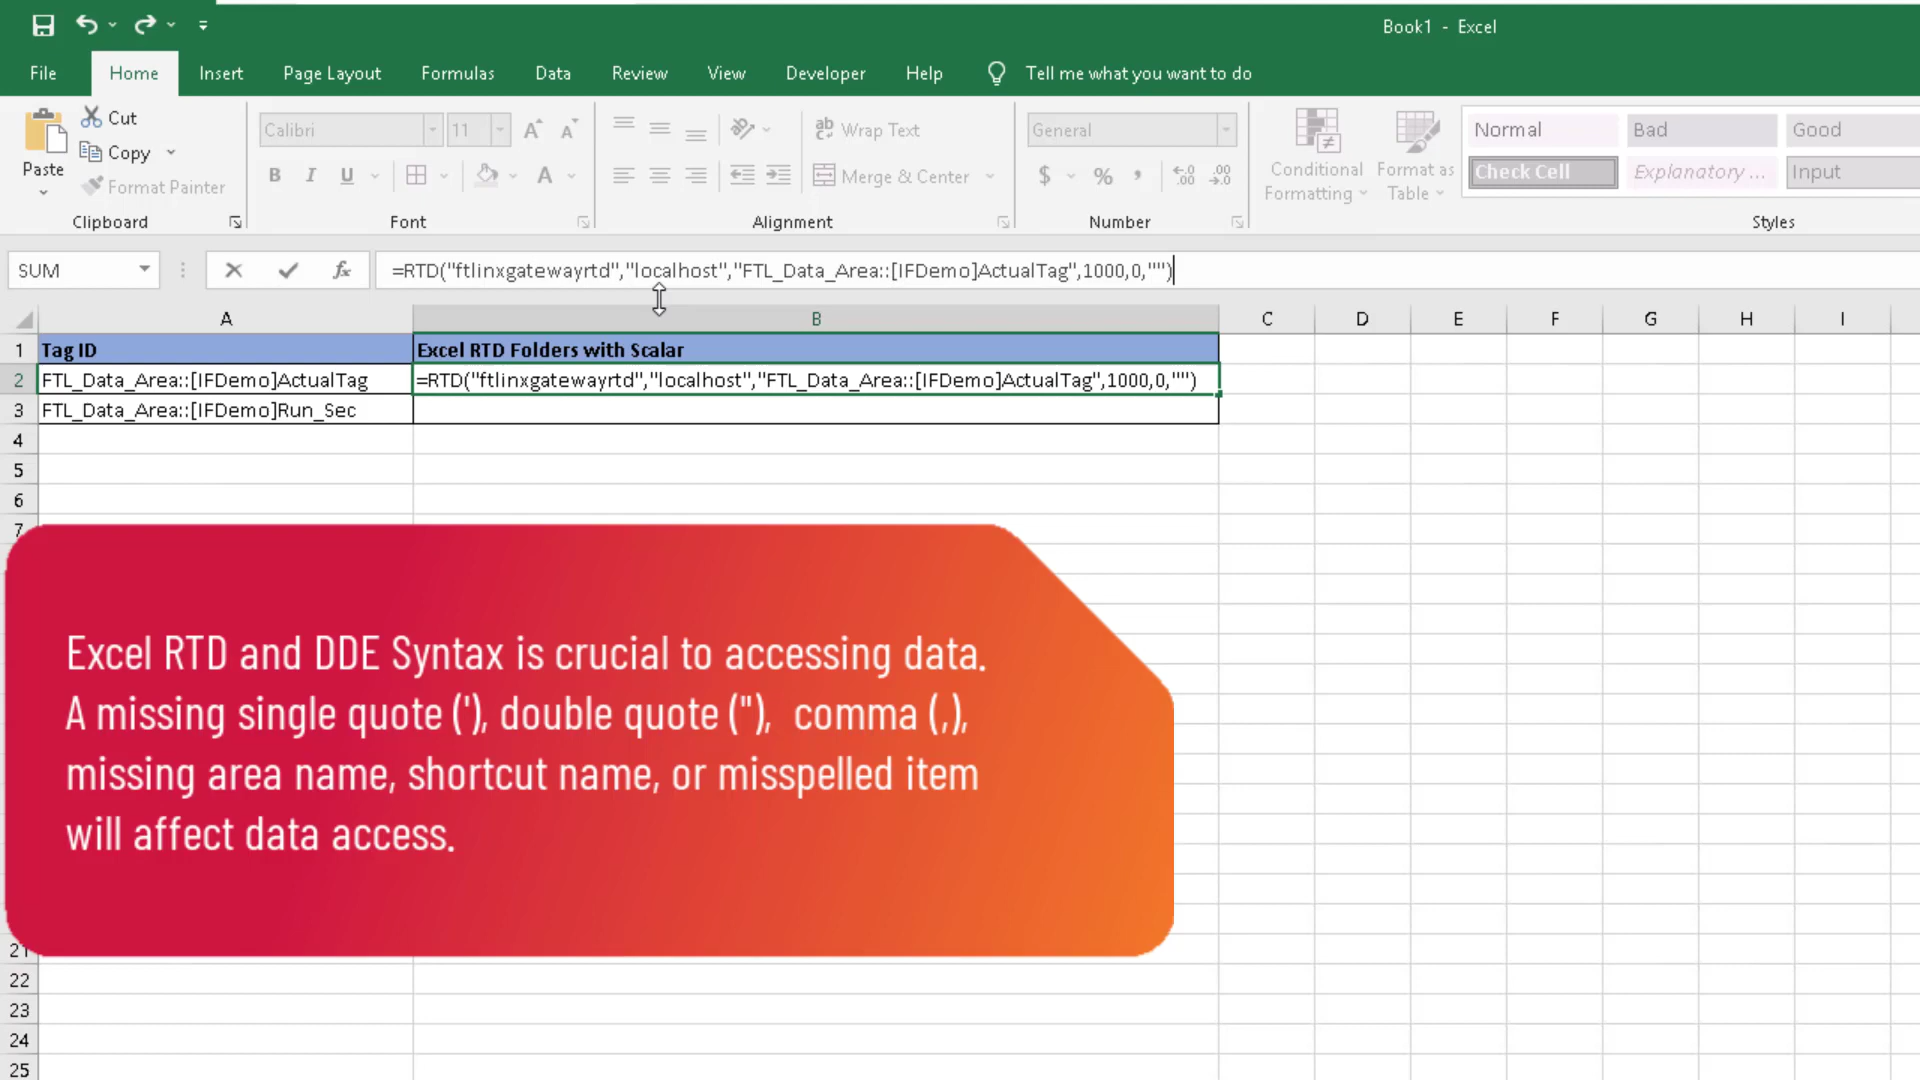 Book1 - Excel
File Home Insert Page Layout Formulas Data Review View Developer Help Tell me what you want to do
Paste
Cut
Copy
Format Painter
Clipboard
Calibri 11
B I U A
Font
Wrap Text
Merge & Center
Alignment
General
$ % ,
Number
Conditional Formatting
Format as Table
Normal Bad Good
Check Cell Explanatory ... Input
Styles
SUM fx =RTD("ftlinxgatewayrtd","localhost","FTL_Data_Area::[IFDemo]ActualTag",1000,0,"")
A B C D E F G H I
1 Tag ID Excel RTD Folders with Scalar
2 FTL_Data_Area::[IFDemo]ActualTag =RTD("ftlinxgatewayrtd","localhost","FTL_Data_Area::[IFDemo]ActualTag",1000,0,"")
3 FTL_Data_Area::[IFDemo]Run_Sec
4
5
6
7
Excel RTD and DDE Syntax is crucial to accessing data.
A missing single quote ('), double quote ("), comma (,),
missing area name, shortcut name, or misspelled item
will affect data access.
21
22
23
24
25